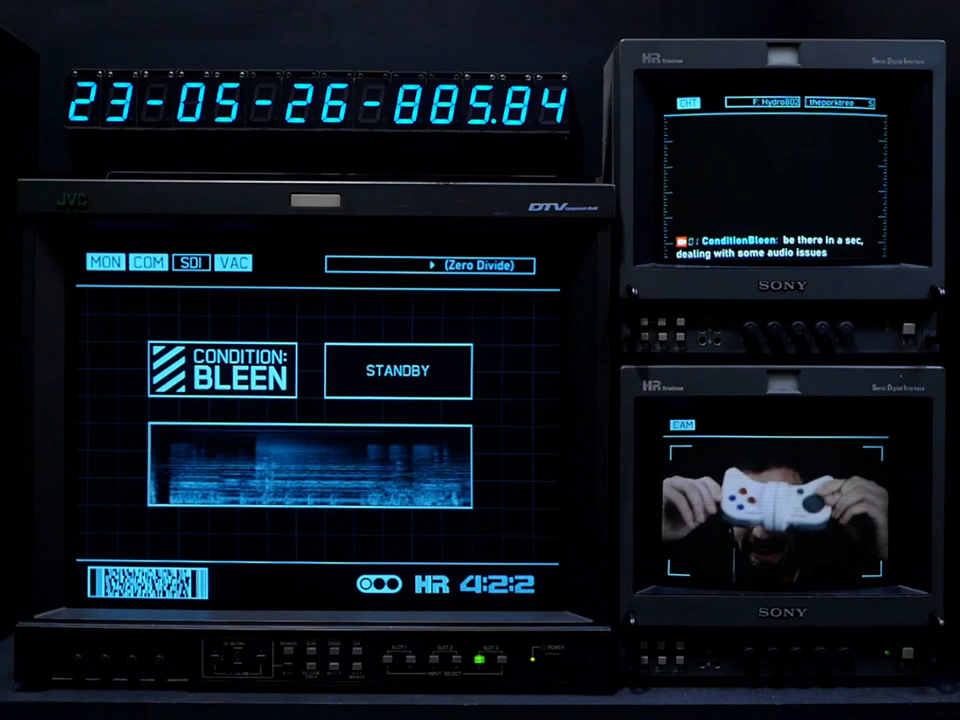 23-05-26-885.84
JVC
DTV
MON COM SDI VAC
(Zero Divide)
CONDITION:
BLEEN
STANDBY
HR 4:2:2
SLOT 1 SLOT 2 SLOT 3
INPUT SELECT
POWER
HR Trinitron
Serial Digital Interface
CHT
F: Hydro802
theporktree S
ConditionBleen: be there in a sec,
dealing with some audio issues
SONY
HR Trinitron
Serial Digital Interface
CAM
SONY